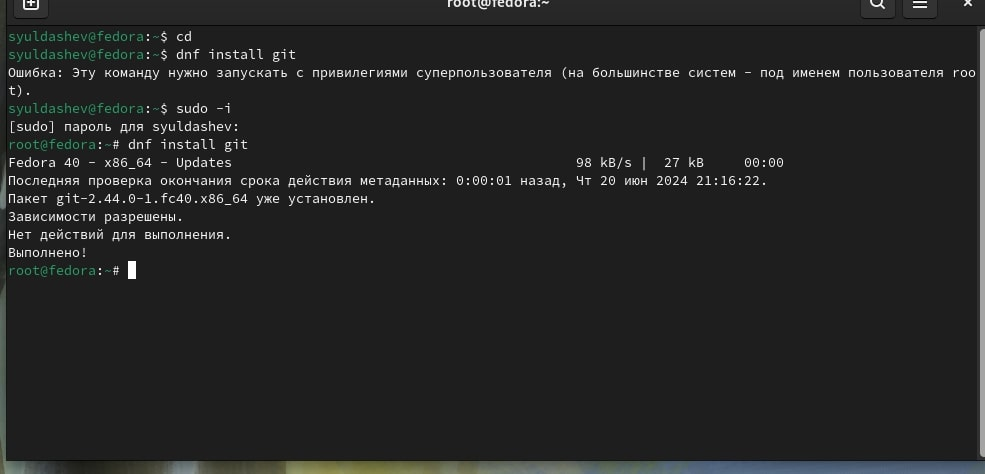 root@fedora:~
syuldashev@fedora:~$ cd
syuldashev@fedora:~$ dnf install git
Ошибка: Эту команду нужно запускать с привилегиями суперпользователя (на большинстве систем - под именем пользователя roo
t).
syuldashev@fedora:~$ sudo -i
[sudo] пароль для syuldashev:
root@fedora:~# dnf install git
Fedora 40 - x86_64 - Updates 98 kB/s | 27 kB 00:00
Последняя проверка окончания срока действия метаданных: 0:00:01 назад, Чт 20 июн 2024 21:16:22.
Пакет git-2.44.0-1.fc40.x86_64 уже установлен.
Зависимости разрешены.
Нет действий для выполнения.
Выполнено!
root@fedora:~#